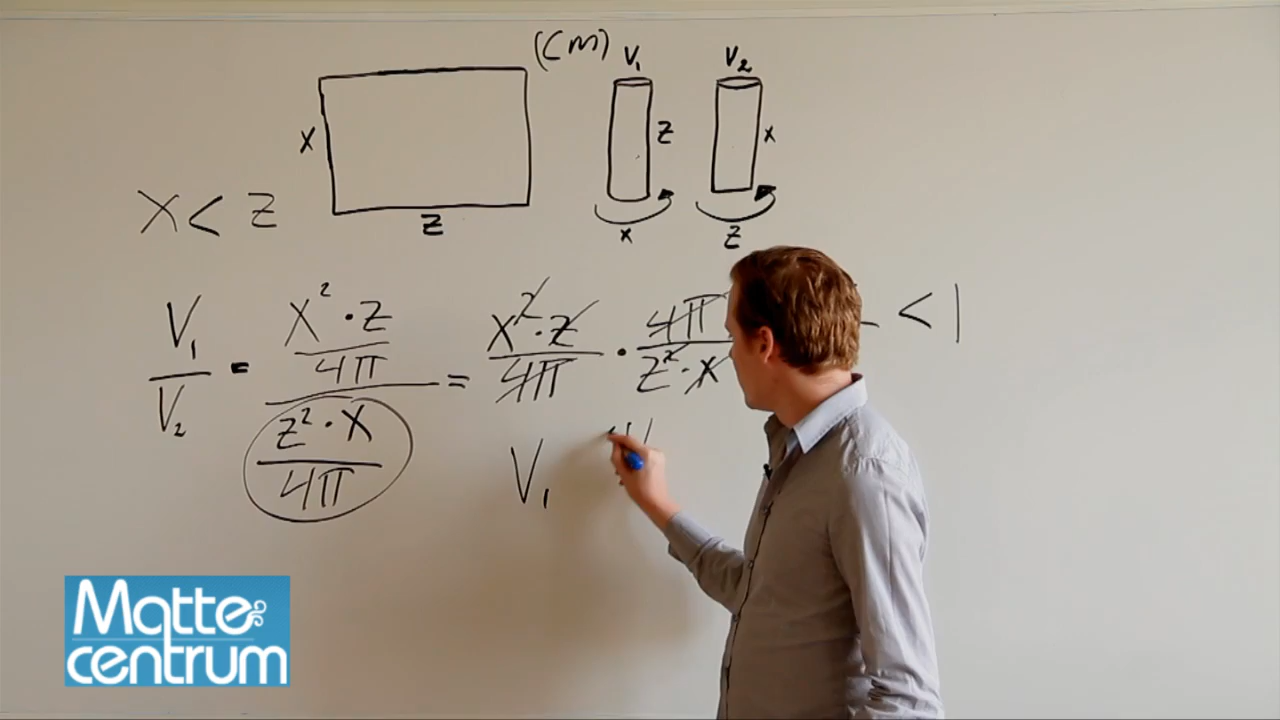 (cm)
V₁ V₂
X Z X
X < Z
Z X Z
V₁/V₂ = (X²·Z/4π)/(Z²·X/4π) = X²·Z/4π · 4π/Z²·X < 1
V₁
Matte
centrum